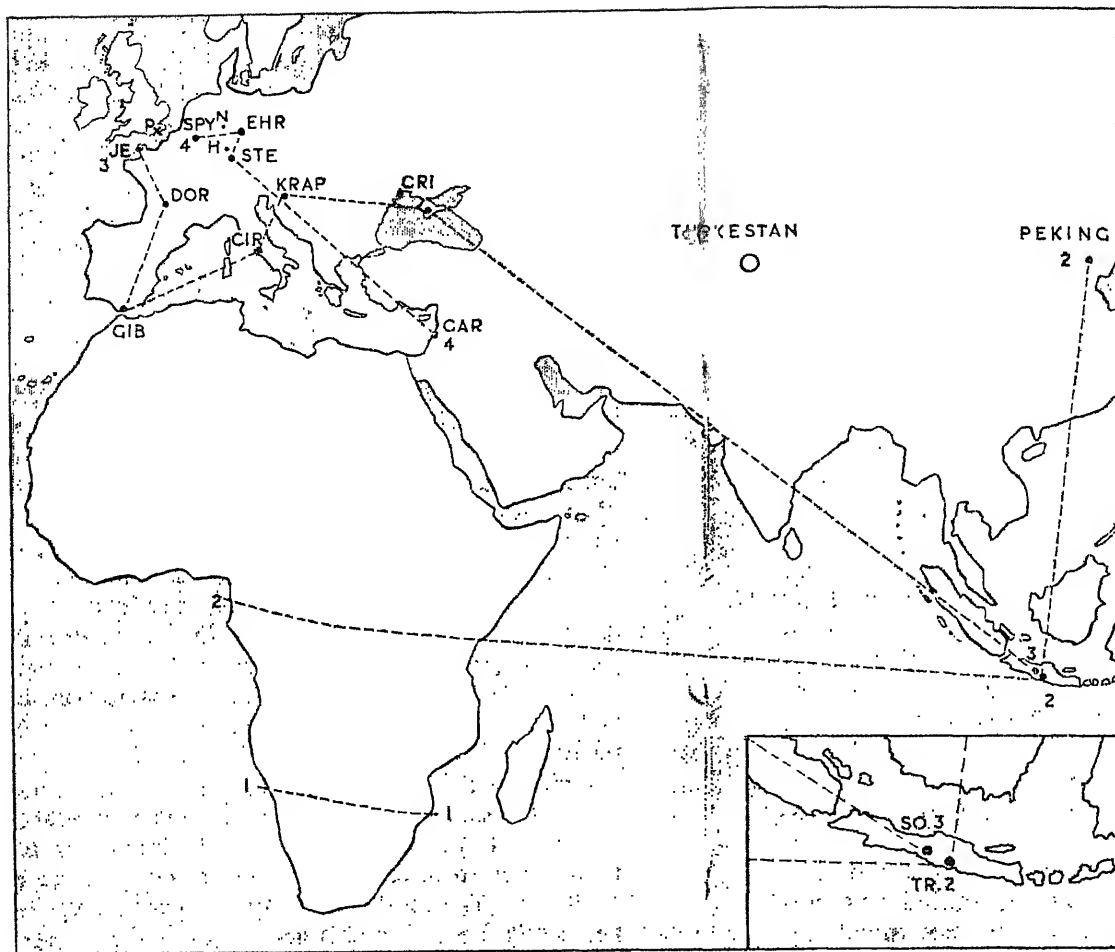 P.
SPY
N.
EHR
JE
3
4
H.
STE
DOR
KRAP
CRI
CIR
TURKESTAN
PEKING
2
GIB
GAR
4
2
3
2
1
1
SO.3
TR.2